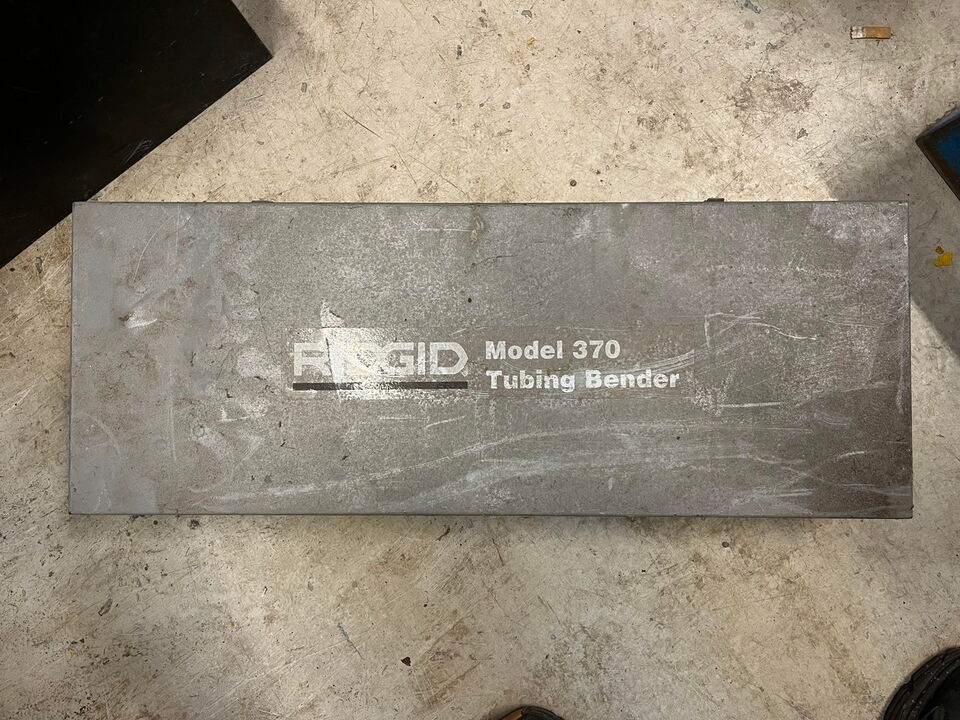 RIDGID
Model 370
Tubing Bender